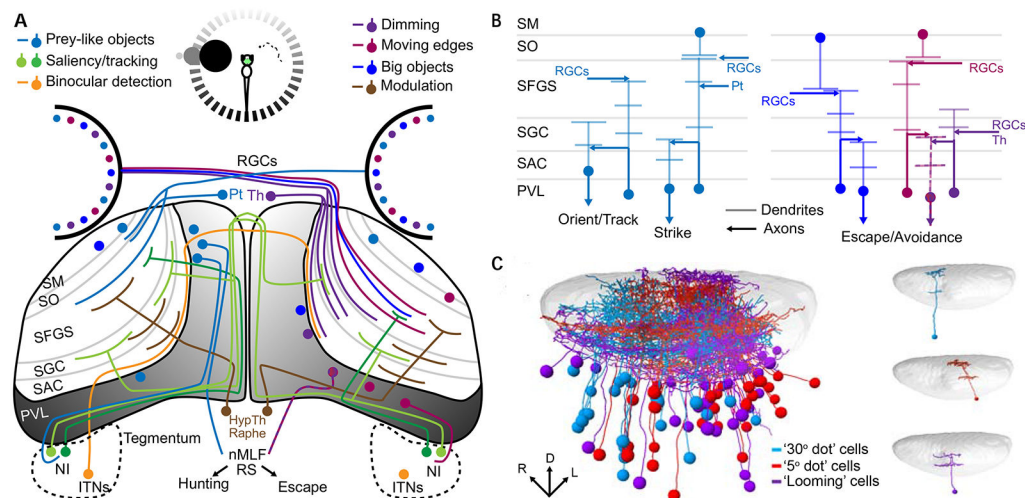 A
Prey-like objects
Saliency/tracking
Binocular detection
Dimming
Moving edges
Big objects
Modulation
RGCs
Pt Th
SM
SO
SFGS
SGC
SAC
PVL
Tegmentum
HypTh
Raphe
nMLF
RS
Hunting
Escape
NI
ITNs
NI
ITNs
B
SM
SO
SFGS
SGC
SAC
PVL
RGCs
RGCs
Pt
Orient/Track
Strike
RGCs
RGCs
RGCs
Th
Dendrites
Axons
Escape/Avoidance
C
'30º dot' cells
'5º dot' cells
'Looming' cells
D
R
L